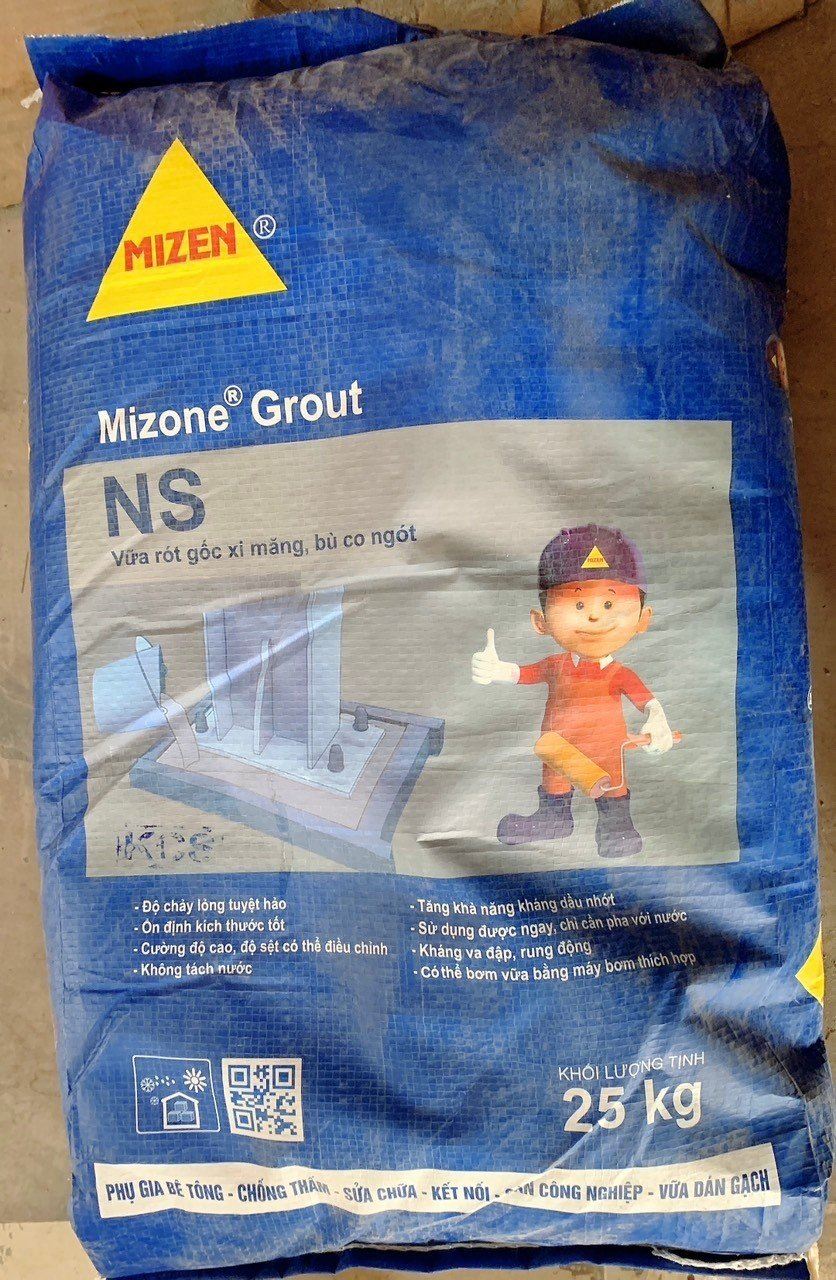 MIZEN ®
Mizone® Grout
NS
Vữa rót gốc xi măng, bù co ngót
MIZEN
- Độ chảy lỏng tuyệt hảo
- Ổn định kích thước tốt
- Cường độ cao, độ sệt có thể điều chỉnh
- Không tách nước
- Tăng khả năng kháng dầu nhớt
- Sử dụng được ngay, chỉ cần pha với nước
- Kháng va đập, rung động
- Có thể bơm vữa bằng máy bơm thích hợp
KHỐI LƯỢNG TỊNH
25 kg
PHỤ GIA BÊ TÔNG - CHỐNG THẤM - SỬA CHỮA - KẾT NỐI - CÔNG NGHIỆP - VỮA DÁN GẠCH